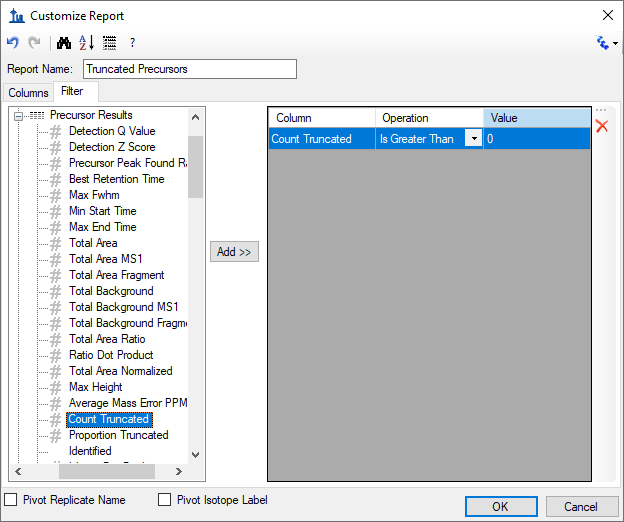 Customize Report
A
Z
?
Report Name: Truncated Precursors
Columns Filter
Precursor Results
Detection Q Value
Detection Z Score
Precursor Peak Found Ra
Best Retention Time
Max Fwhm
Min Start Time
Max End Time
Total Area
Total Area MS1
Total Area Fragment
Total Background
Total Background MS1
Total Background Fragme
Total Area Ratio
Ratio Dot Product
Total Area Normalized
Max Height
Average Mass Error PPM
Count Truncated
Proportion Truncated
Identified
Add >>
Column Operation Value
Count Truncated Is Greater Than 0
Pivot Replicate Name Pivot Isotope Label
OK Cancel